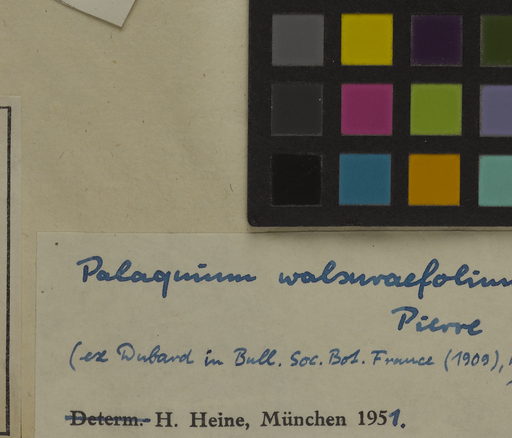 Palaquium walsuraefolium
Pierre
(ex Dubard in Bull. Soc. Bot. France (1909),
Determ. H. Heine, München 1951.